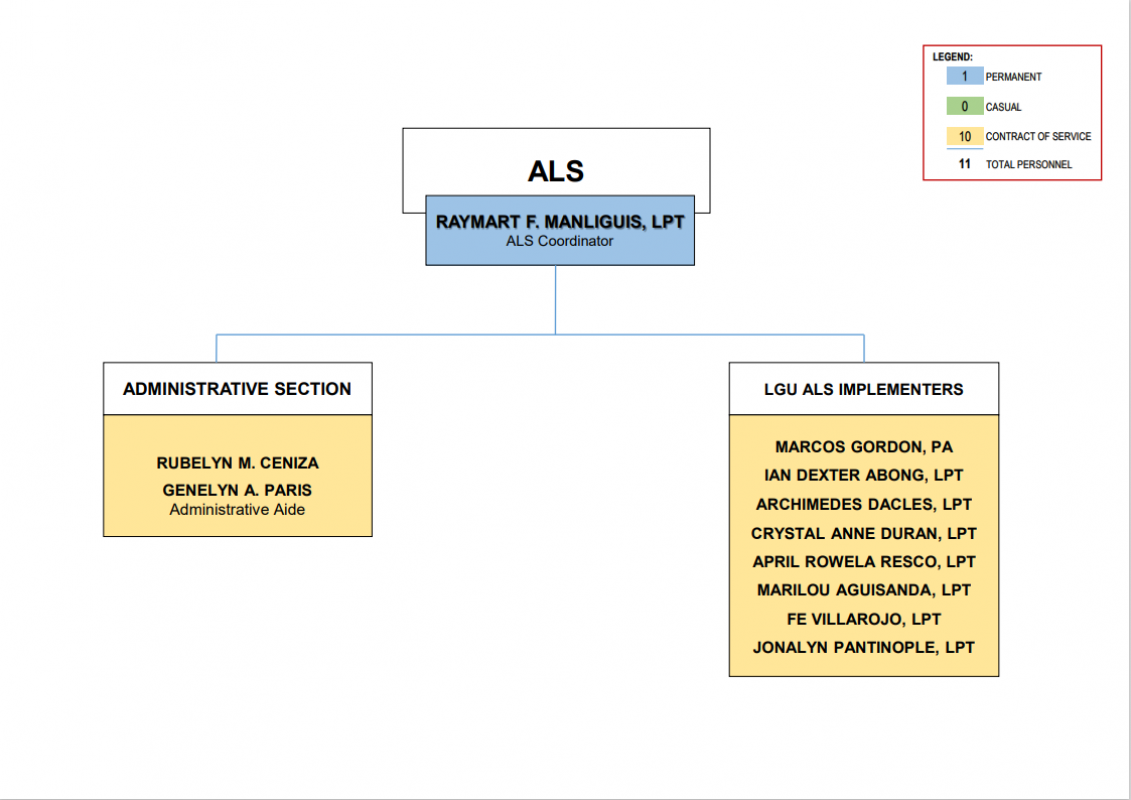 LEGEND:
1 PERMANENT
0 CASUAL
10 CONTRACT OF SERVICE
11 TOTAL PERSONNEL
ALS
RAYMART F. MANLIGUIS, LPT
ALS Coordinator
ADMINISTRATIVE SECTION
RUBELYN M. CENIZA
GENELYN A. PARIS
Administrative Aide
LGU ALS IMPLEMENTERS
MARCOS GORDON, PA
IAN DEXTER ABONG, LPT
ARCHIMEDES DACLES, LPT
CRYSTAL ANNE DURAN, LPT
APRIL ROWELA RESCO, LPT
MARILOU AGUISANDA, LPT
FE VILLAROJO, LPT
JONALYN PANTINOPLE, LPT